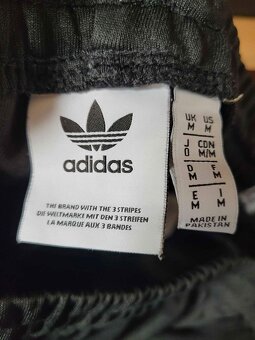 adidas
THE BRAND WITH THE 3 STRIPES
DIE WELTMARKE MIT DEN 3 STREIFEN
LA MARQUE AUX 3 BANDES
UK US
M M
J CDN
O M/M
D F
M M
E I
M M
MADE IN
PAKISTAN